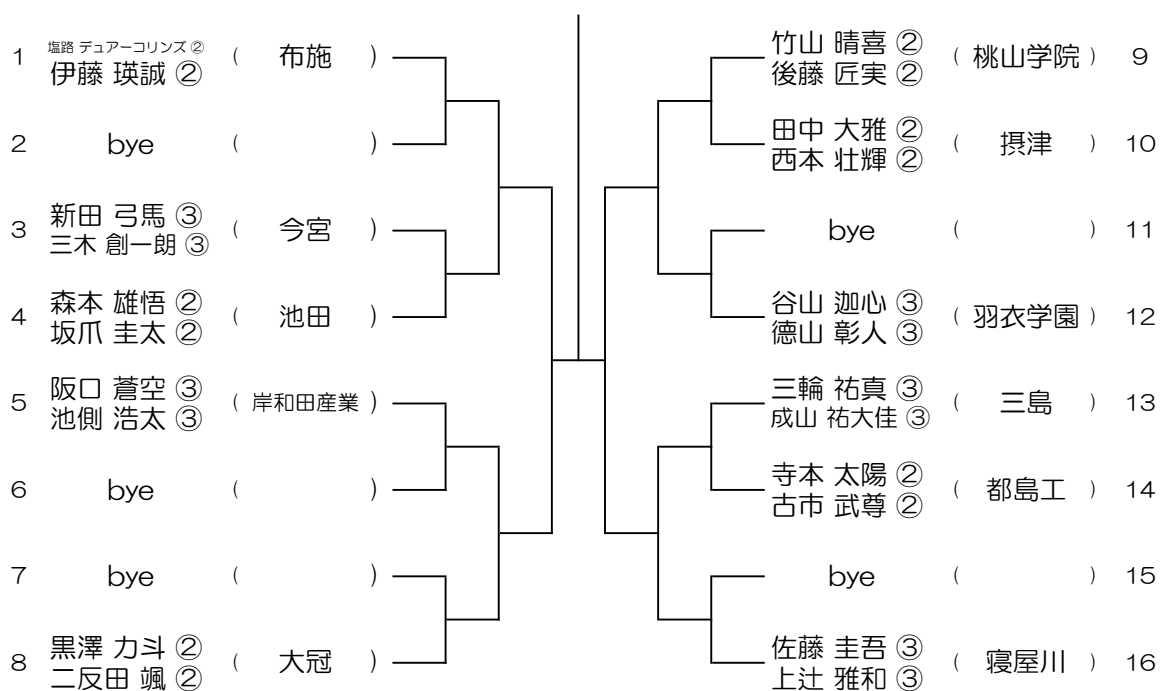 1 塩路 デュアーコリンズ ② ( 布施 )
伊藤 瑛誠 ②
2 bye ( )
3 新田 弓馬 ③ ( 今宮 )
三木 創一朗 ③
4 森本 雄悟 ② ( 池田 )
坂爪 圭太 ②
5 阪口 蒼空 ③ ( 岸和田産業 )
池側 浩太 ③
6 bye ( )
7 bye ( )
8 黒澤 力斗 ② ( 大冠 )
二反田 颯 ②
竹山 晴喜 ② ( 桃山学院 ) 9
後藤 匠実 ②
田中 大雅 ② ( 摂津 ) 10
西本 壮輝 ②
bye ( ) 11
谷山 迦心 ③ ( 羽衣学園 ) 12
德山 彰人 ③
三輪 祐真 ③ ( 三島 ) 13
成山 祐大佳 ③
寺本 太陽 ② ( 都島工 ) 14
古市 武尊 ②
bye ( ) 15
佐藤 圭吾 ③ ( 寝屋川 ) 16
上辻 雅和 ③